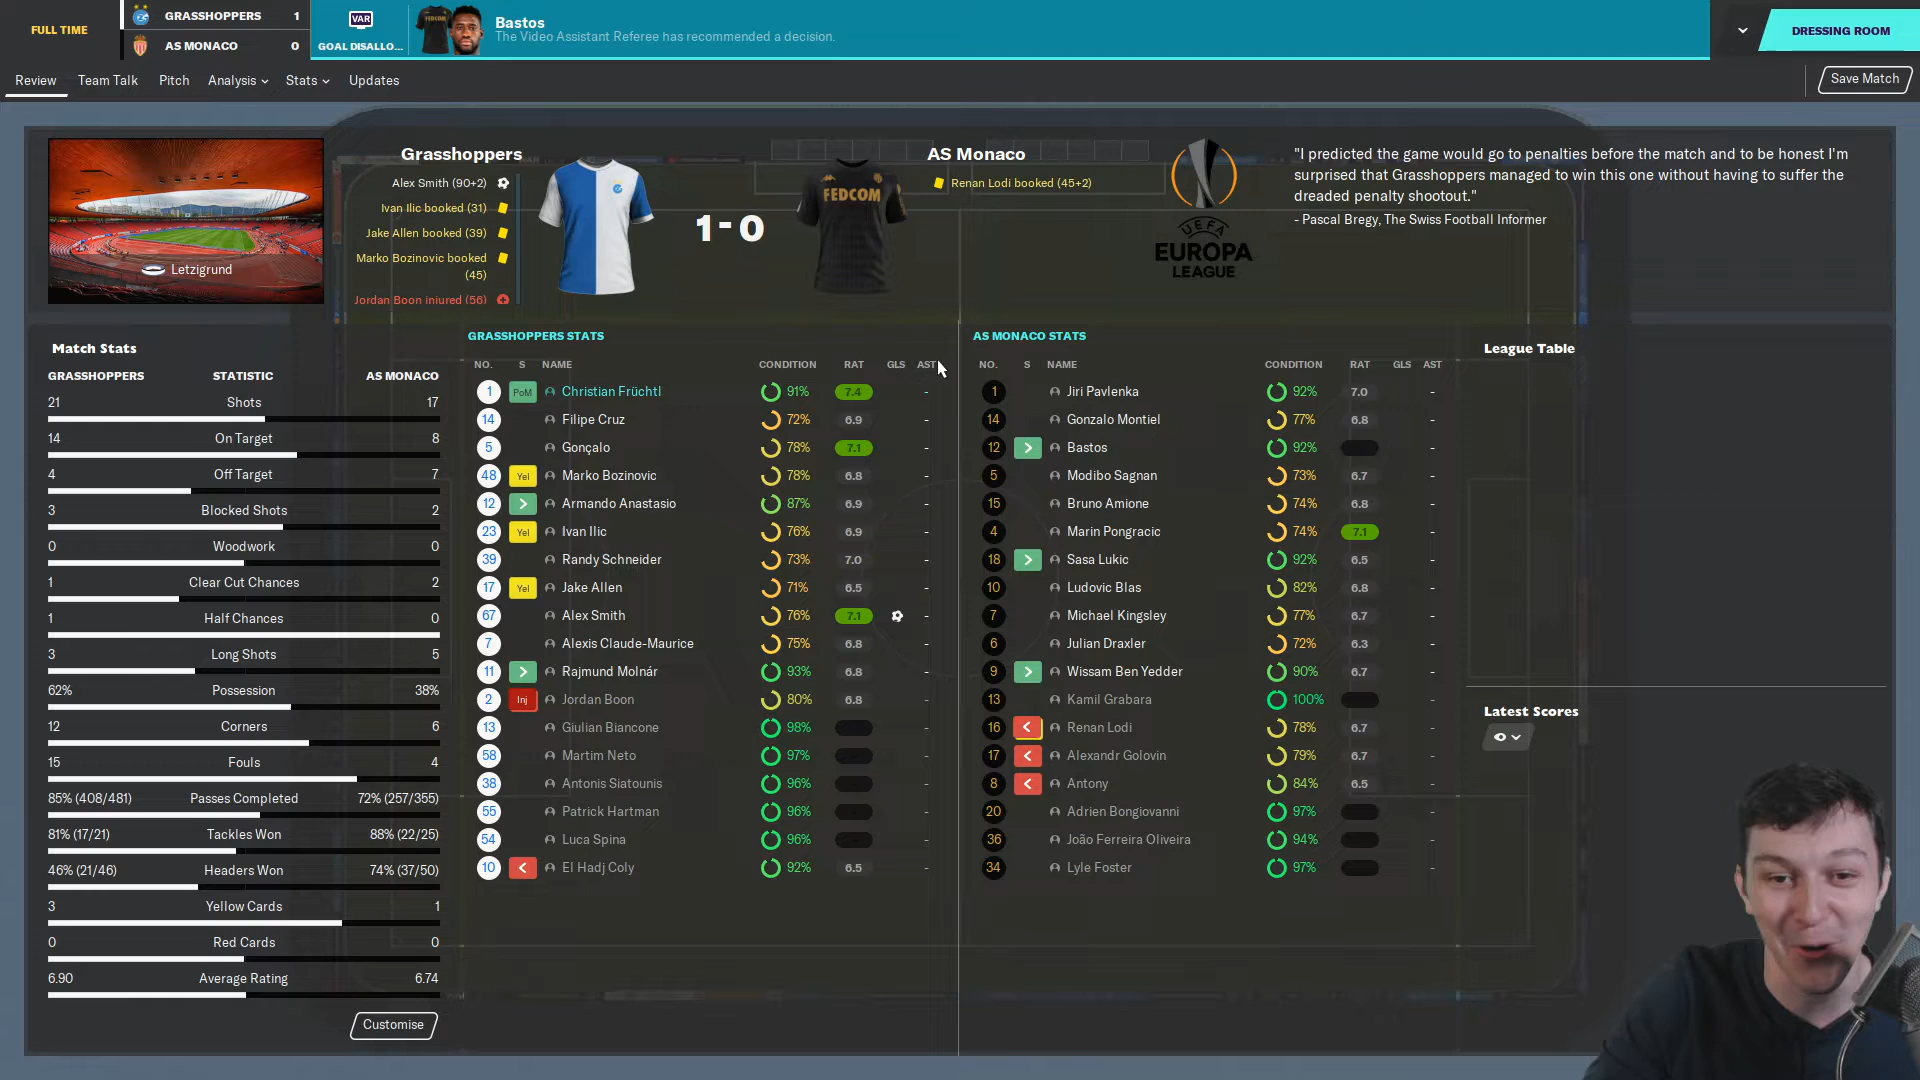 FULL TIME
GRASSHOPPERS 1
AS MONACO 0
VAR
GOAL DISALLO...
Bastos
The Video Assistant Referee has recommended a decision.
DRESSING ROOM
Review Team Talk Pitch Analysis Stats Updates
Save Match
Letzigrund
Grasshoppers
Alex Smith (90+2)
Ivan Ilic booked (31)
Jake Allen booked (39)
Marko Bozinovic booked
(45)
Jordan Boon injured (56)
1 - 0
FEDCOM
AS Monaco
Renan Lodi booked (45+2)
UEFA
EUROPA
LEAGUE
"I predicted the game would go to penalties before the match and to be honest I'm
surprised that Grasshoppers managed to win this one without having to suffer the
dreaded penalty shootout."
- Pascal Bregy, The Swiss Football Informer
Match Stats
GRASSHOPPERS STATISTIC AS MONACO
21 Shots 17
14 On Target 8
4 Off Target 7
3 Blocked Shots 2
0 Woodwork 0
1 Clear Cut Chances 2
1 Half Chances 0
3 Long Shots 5
62% Possession 38%
12 Corners 6
15 Fouls 4
85% (408/481) Passes Completed 72% (257/355)
81% (17/21) Tackles Won 88% (22/25)
46% (21/46) Headers Won 74% (37/50)
3 Yellow Cards 1
0 Red Cards 0
6.90 Average Rating 6.74
Customise
GRASSHOPPERS STATS
NO. S NAME CONDITION RAT GLS AST
1 PoM Christian Früchtl 91% 7.4 -
14 Filipe Cruz 72% 6.9 -
5 Gonçalo 78% 7.1 -
48 Yel Marko Bozinovic 78% 6.8 -
12 Armando Anastasio 87% 6.9 -
23 Yel Ivan Ilic 76% 6.9 -
39 Randy Schneider 73% 7.0 -
17 Yel Jake Allen 71% 6.5 -
67 Alex Smith 76% 7.1 -
7 Alexis Claude-Maurice 75% 6.8 -
11 Rajmund Molnár 93% 6.8 -
2 Inj Jordan Boon 80% 6.8 -
13 Giulian Biancone 98% -
58 Martim Neto 97% -
38 Antonis Siatounis 96% -
55 Patrick Hartman 96% -
54 Luca Spina 96% -
10 El Hadj Coly 92% 6.5 -
AS MONACO STATS
NO. S NAME CONDITION RAT GLS AST
1 Jiri Pavlenka 92% 7.0 -
14 Gonzalo Montiel 77% 6.8 -
12 Bastos 92% -
5 Modibo Sagnan 73% 6.7 -
15 Bruno Amione 74% 6.8 -
4 Marin Pongracic 74% 7.1 -
18 Sasa Lukic 92% 6.5 -
10 Ludovic Blas 82% 6.8 -
7 Michael Kingsley 77% 6.7 -
6 Julian Draxler 72% 6.3 -
9 Wissam Ben Yedder 90% 6.7 -
13 Kamil Grabara 100% -
16 Renan Lodi 78% 6.7 -
17 Alexandr Golovin 79% 6.7 -
8 Antony 84% 6.5 -
20 Adrien Bongiovanni 97% -
36 João Ferreira Oliveira 94% -
34 Lyle Foster 97% -
League Table
Latest Scores